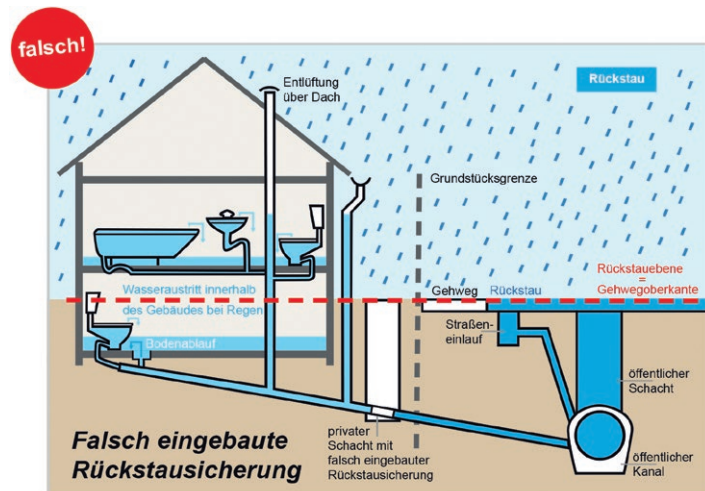 falsch!
Entlüftung
über Dach
Rückstau
Grundstücksgrenze
Rückstauebene
=
Gehwegoberkante
Gehweg
Rückstau
Wasseraustritt innerhalb
des Gebäudes bei Regen
Bodenablauf
Straßen-
einlauf
öffentlicher
Schacht
privater
Schacht mit
falsch eingebauter
Rückstausicherung
öffentlicher
Kanal
Falsch eingebaute
Rückstausicherung